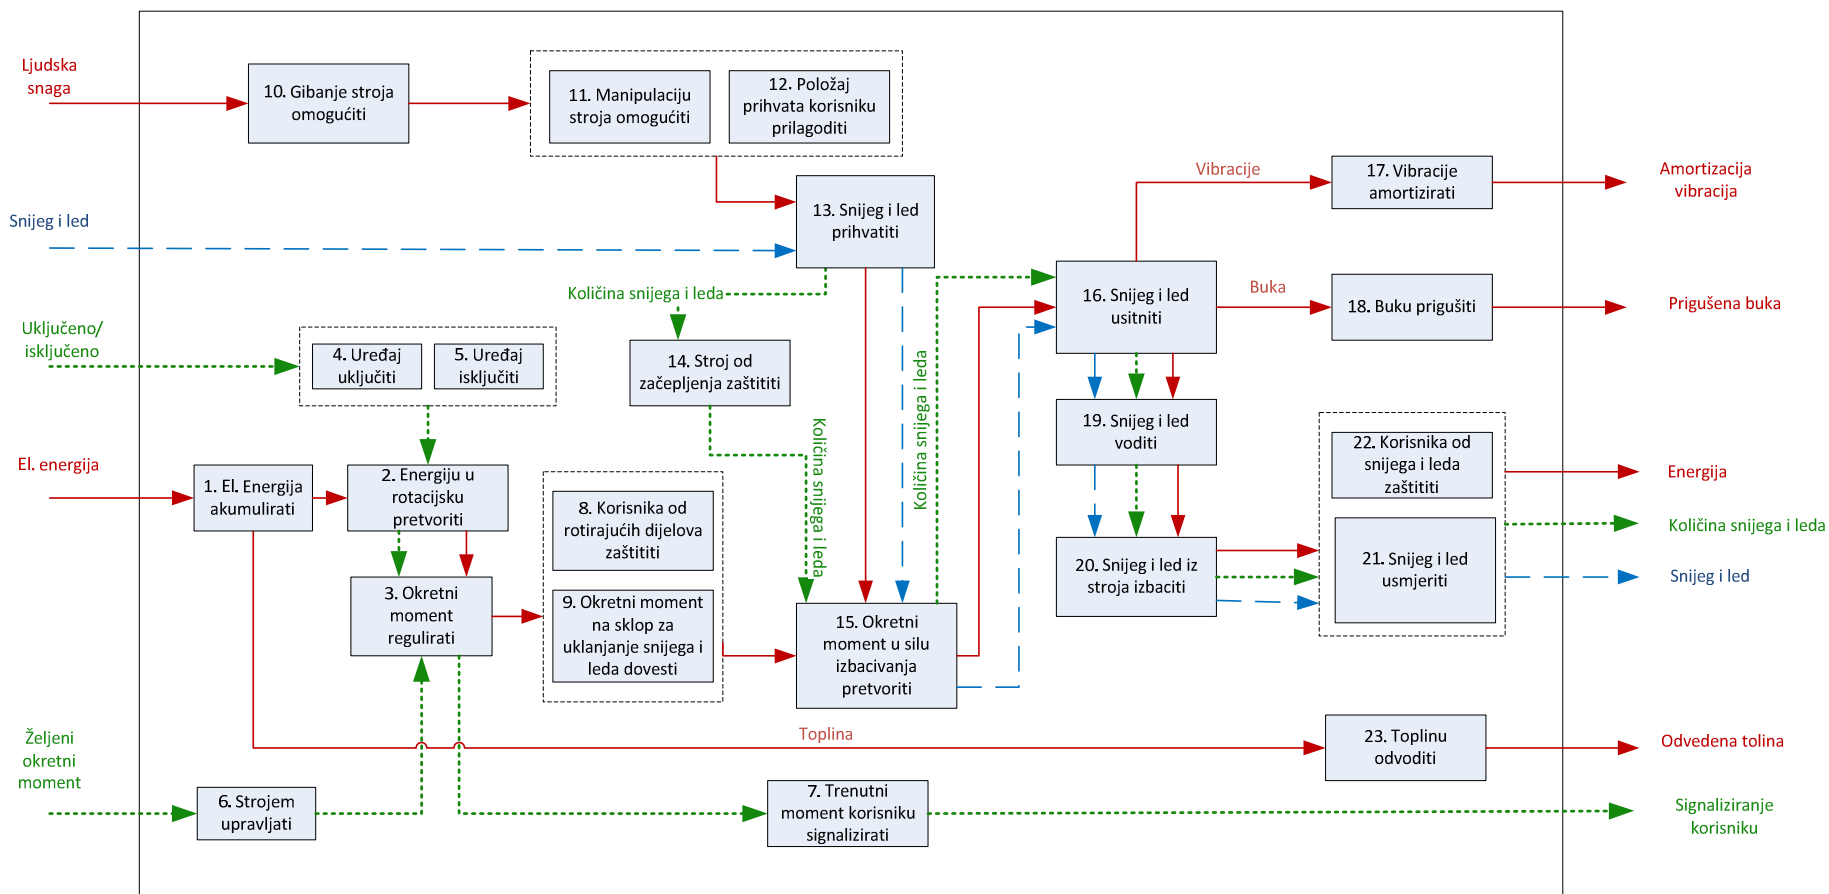 Ljudska
snaga
10. Gibanje stroja
omogućiti
11. Manipulaciju
stroja omogućiti
12. Položaj
prihvata korisniku
prilagoditi
Vibracije
17. Vibracije
amortizirati
Amortizacija
vibracija
Snijeg i led
13. Snijeg i led
prihvatiti
Količina snijega i leda
16. Snijeg i led
usitniti
Buka
18. Buku prigušiti
Prigušena buka
Uključeno/
isključeno
4. Uređaj
uključiti
5. Uređaj
isključiti
14. Stroj od
začepljenja zaštititi
Količina snijega i leda
Količina snijega i leda
19. Snijeg i led
voditi
El. energija
1. El. Energija
akumulirati
2. Energiju u
rotacijsku
pretvoriti
8. Korisnika od
rotirajućih dijelova
zaštititi
22. Korisnika od
snijega i leda
zaštititi
Energija
Količina snijega i leda
3. Okretni
moment
regulirati
9. Okretni moment
na sklop za
uklanjanje snijega i
leda dovesti
15. Okretni
moment u silu
izbacivanja
pretvoriti
20. Snijeg i led iz
stroja izbaciti
21. Snijeg i led
usmjeriti
Snijeg i led
Željeni
okretni
moment
Toplina
23. Toplinu
odvoditi
Odvedena tolina
6. Strojem
upravljati
7. Trenutni
moment korisniku
signalizirati
Signaliziranje
korisniku